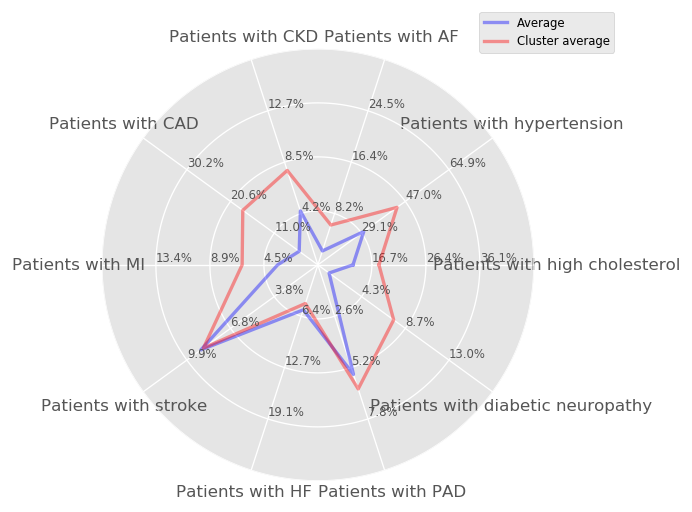 Average
Cluster average
Patients with CKD Patients with AF
12.7% 24.5%
Patients with CAD Patients with hypertension
8.5% 16.4%
30.2% 64.9%
20.6% 47.0%
4.2% 8.2%
11.0% 29.1%
Patients with MI 13.4% 8.9% 4.5% 16.7% 26.4% 36.1% Patients with high cholesterol
3.8% 4.3%
6.4% 2.6%
6.8% 8.7%
9.9% 13.0%
12.7% 5.2%
Patients with stroke Patients with diabetic neuropathy
19.1% 7.8%
Patients with HF Patients with PAD